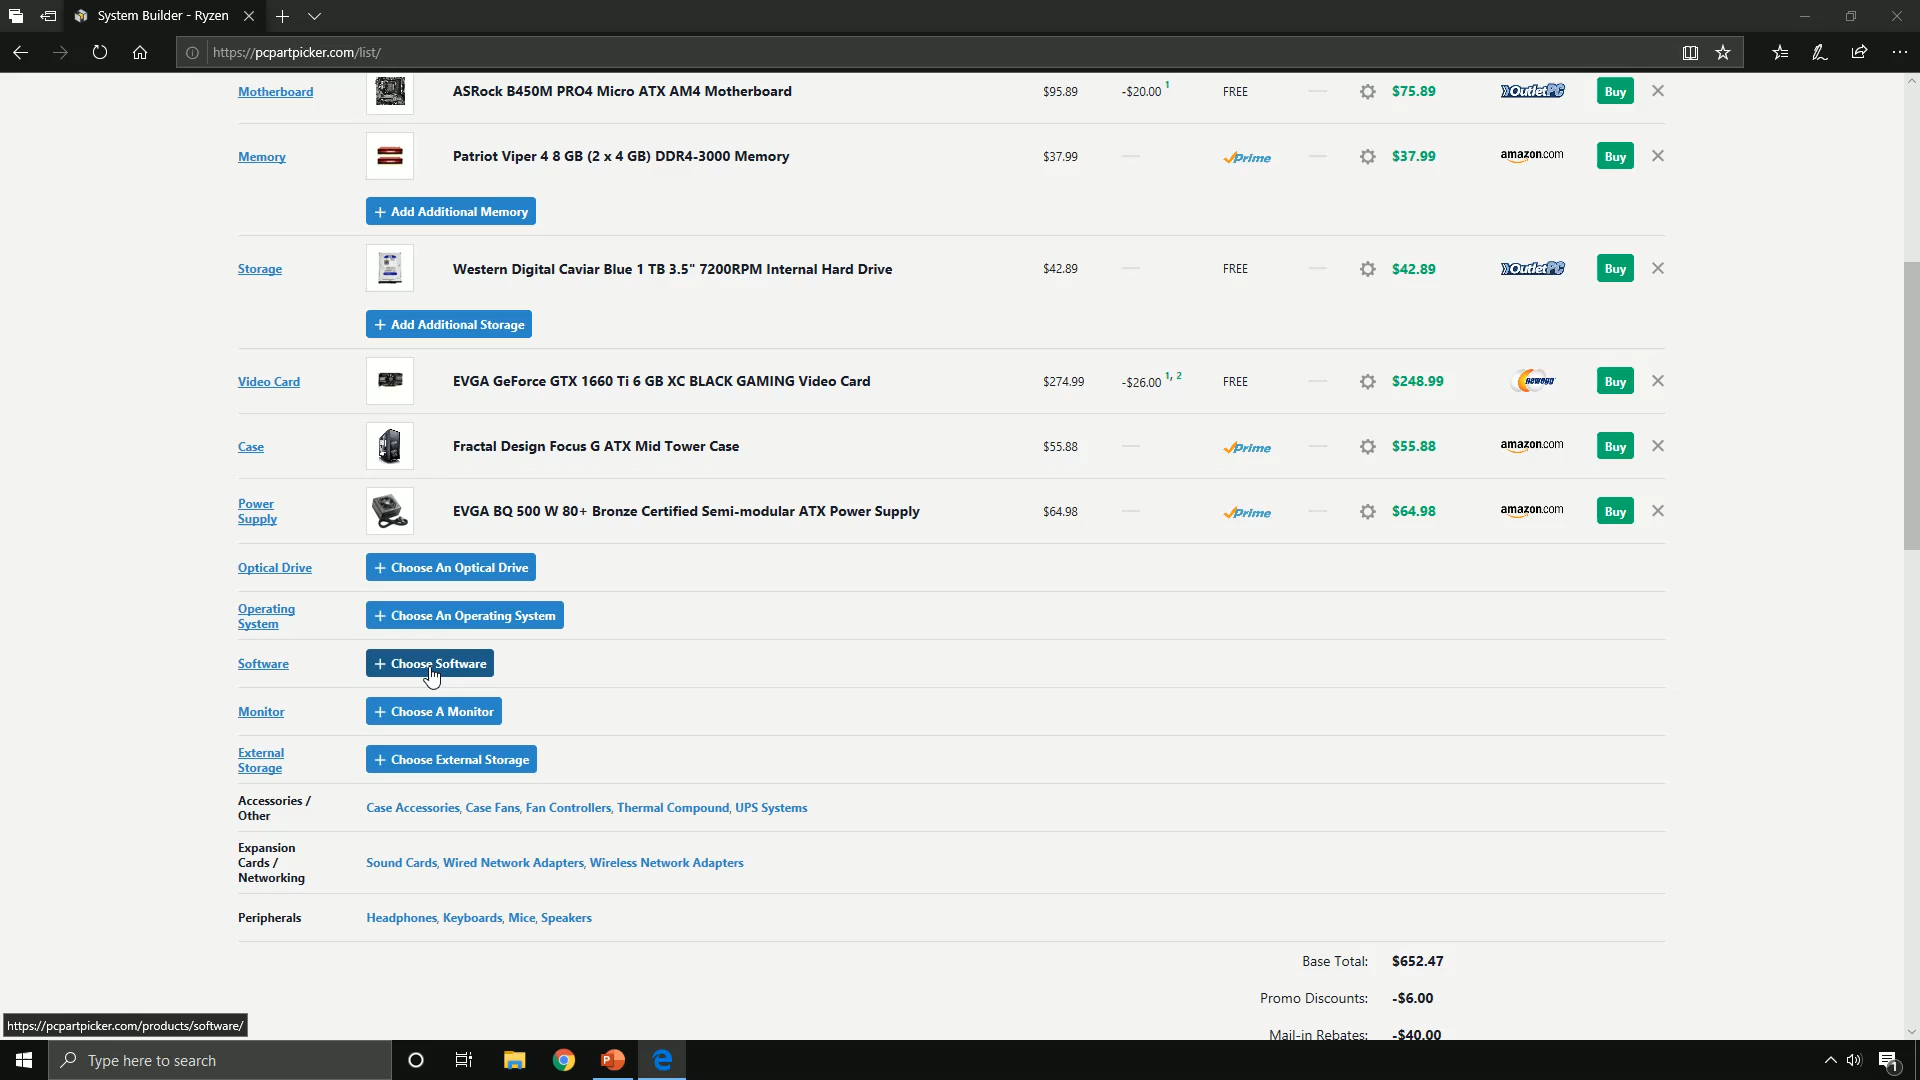 System Builder - Ryzen
https://pcpartpicker.com/list/
Motherboard ASRock B450M PRO4 Micro ATX AM4 Motherboard $95.89 -$20.00 1 FREE $75.89 OutletPC Buy
Memory Patriot Viper 4 8 GB (2 x 4 GB) DDR4-3000 Memory $37.99 Prime $37.99 amazon.com Buy
+ Add Additional Memory
Storage Western Digital Caviar Blue 1 TB 3.5" 7200RPM Internal Hard Drive $42.89 FREE $42.89 OutletPC Buy
+ Add Additional Storage
Video Card EVGA GeForce GTX 1660 Ti 6 GB XC BLACK GAMING Video Card $274.99 -$26.00 1, 2 FREE $248.99 newegg Buy
Case Fractal Design Focus G ATX Mid Tower Case $55.88 Prime $55.88 amazon.com Buy
Power
Supply EVGA BQ 500 W 80+ Bronze Certified Semi-modular ATX Power Supply $64.98 Prime $64.98 amazon.com Buy
Optical Drive + Choose An Optical Drive
Operating
System + Choose An Operating System
Software + Choose Software
Monitor + Choose A Monitor
External
Storage + Choose External Storage
Accessories /
Other Case Accessories, Case Fans, Fan Controllers, Thermal Compound, UPS Systems
Expansion
Cards / Sound Cards, Wired Network Adapters, Wireless Network Adapters
Networking
Peripherals Headphones, Keyboards, Mice, Speakers
Base Total: $652.47
Promo Discounts: -$6.00
Mail-in Rebates: -$40.00
https://pcpartpicker.com/products/software/
Type here to search
1